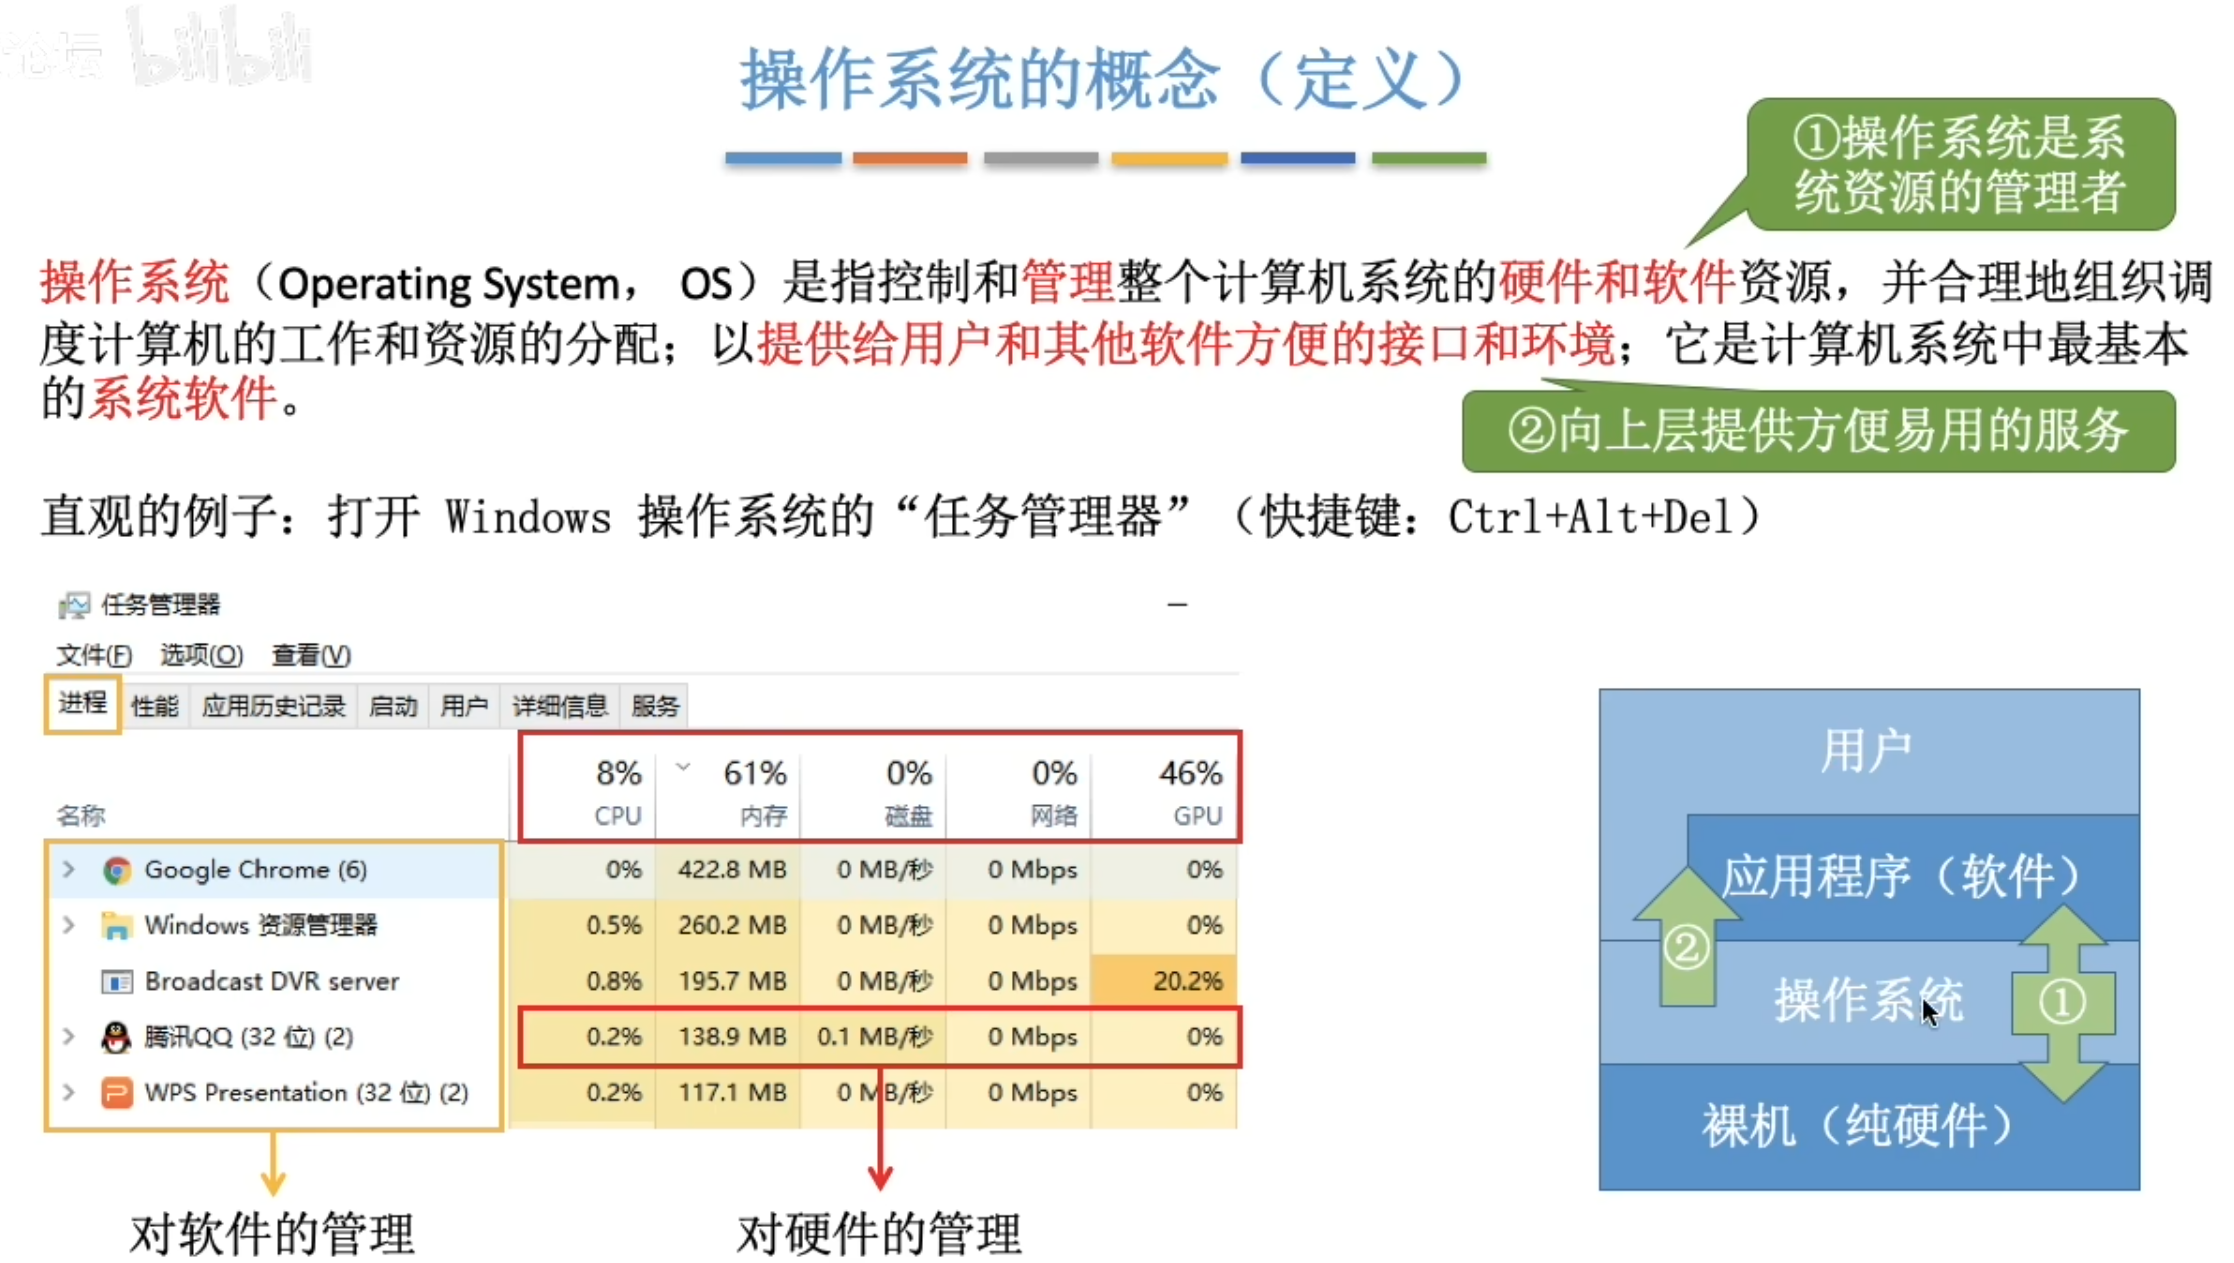 论坛 bilibili
操作系统的概念（定义）
①操作系统是系
统资源的管理者
操作系统（Operating System， OS）是指控制和管理整个计算机系统的硬件和软件资源，并合理地组织调
度计算机的工作和资源的分配；以提供给用户和其他软件方便的接口和环境；它是计算机系统中最基本
的系统软件。
②向上层提供方便易用的服务
直观的例子：打开 Windows 操作系统的“任务管理器”（快捷键：Ctrl+Alt+Del）
任务管理器
文件(F) 选项(O) 查看(V)
进程 性能 应用历史记录 启动 用户 详细信息 服务
8% 61% 0% 0% 46%
名称 CPU 内存 磁盘 网络 GPU
Google Chrome (6) 0% 422.8 MB 0 MB/秒 0 Mbps 0%
Windows 资源管理器 0.5% 260.2 MB 0 MB/秒 0 Mbps 0%
Broadcast DVR server 0.8% 195.7 MB 0 MB/秒 0 Mbps 20.2%
腾讯QQ (32 位) (2) 0.2% 138.9 MB 0.1 MB/秒 0 Mbps 0%
WPS Presentation (32 位) (2) 0.2% 117.1 MB 0 MB/秒 0 Mbps 0%
对软件的管理
对硬件的管理
用户
应用程序（软件）
②
操作系统
①
裸机（纯硬件）